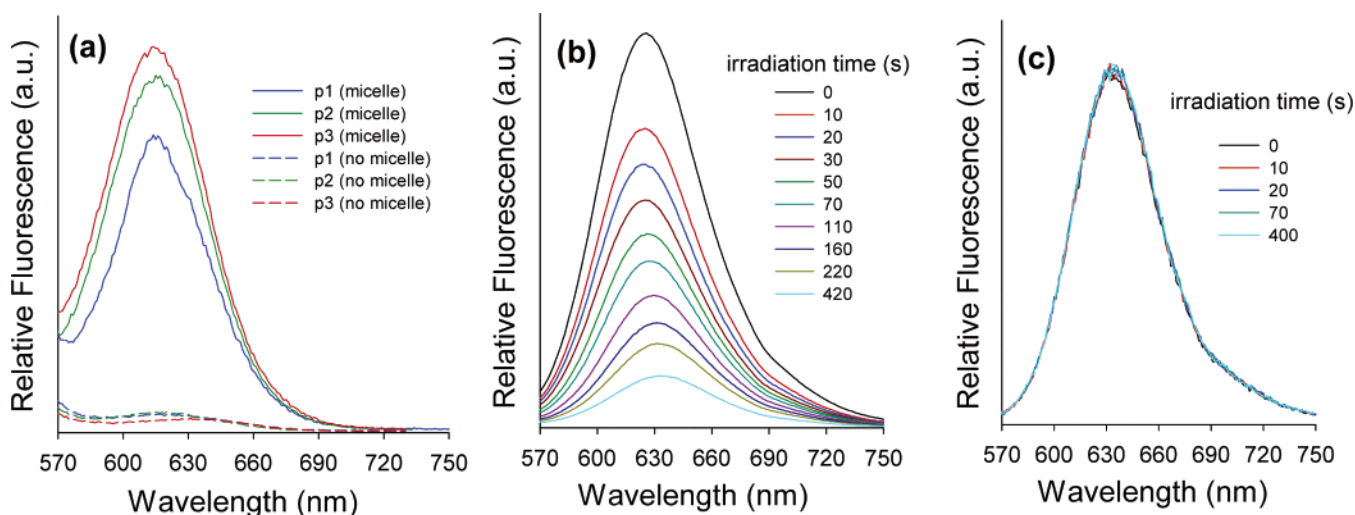 (a)
Relative Fluorescence (a.u.)
p1 (micelle)
p2 (micelle)
p3 (micelle)
p1 (no micelle)
p2 (no micelle)
p3 (no micelle)
570 600 630 660 690 720 750
Wavelength (nm)
(b)
Relative Fluorescence (a.u.)
irradiation time (s)
0
10
20
30
50
70
110
160
220
420
570 600 630 660 690 720 750
Wavelength (nm)
(c)
Relative Fluorescence (a.u.)
irradiation time (s)
0
10
20
70
400
570 600 630 660 690 720 750
Wavelength (nm)